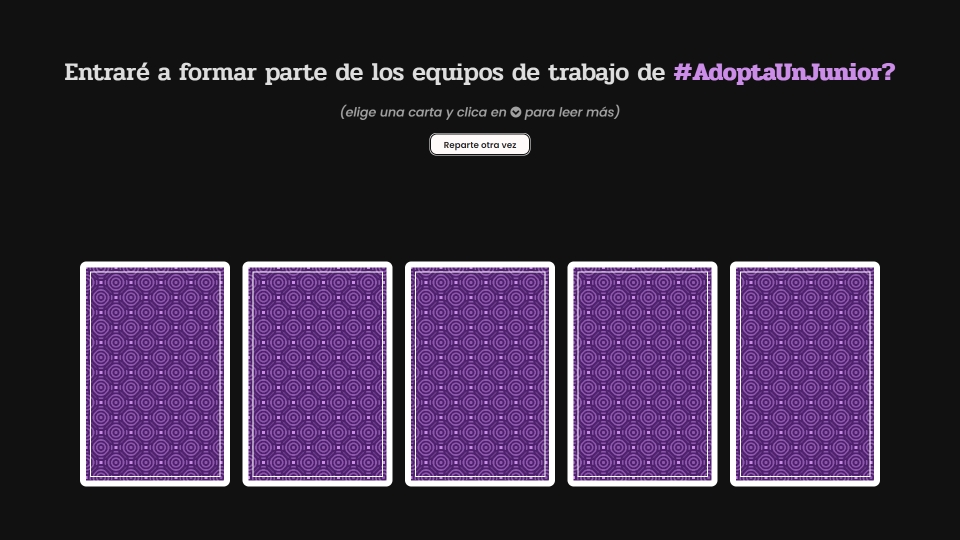 Entraré a formar parte de los equipos de trabajo de #AdoptaUnJunior?
(elige una carta y clica en para leer más)
Reparte otra vez